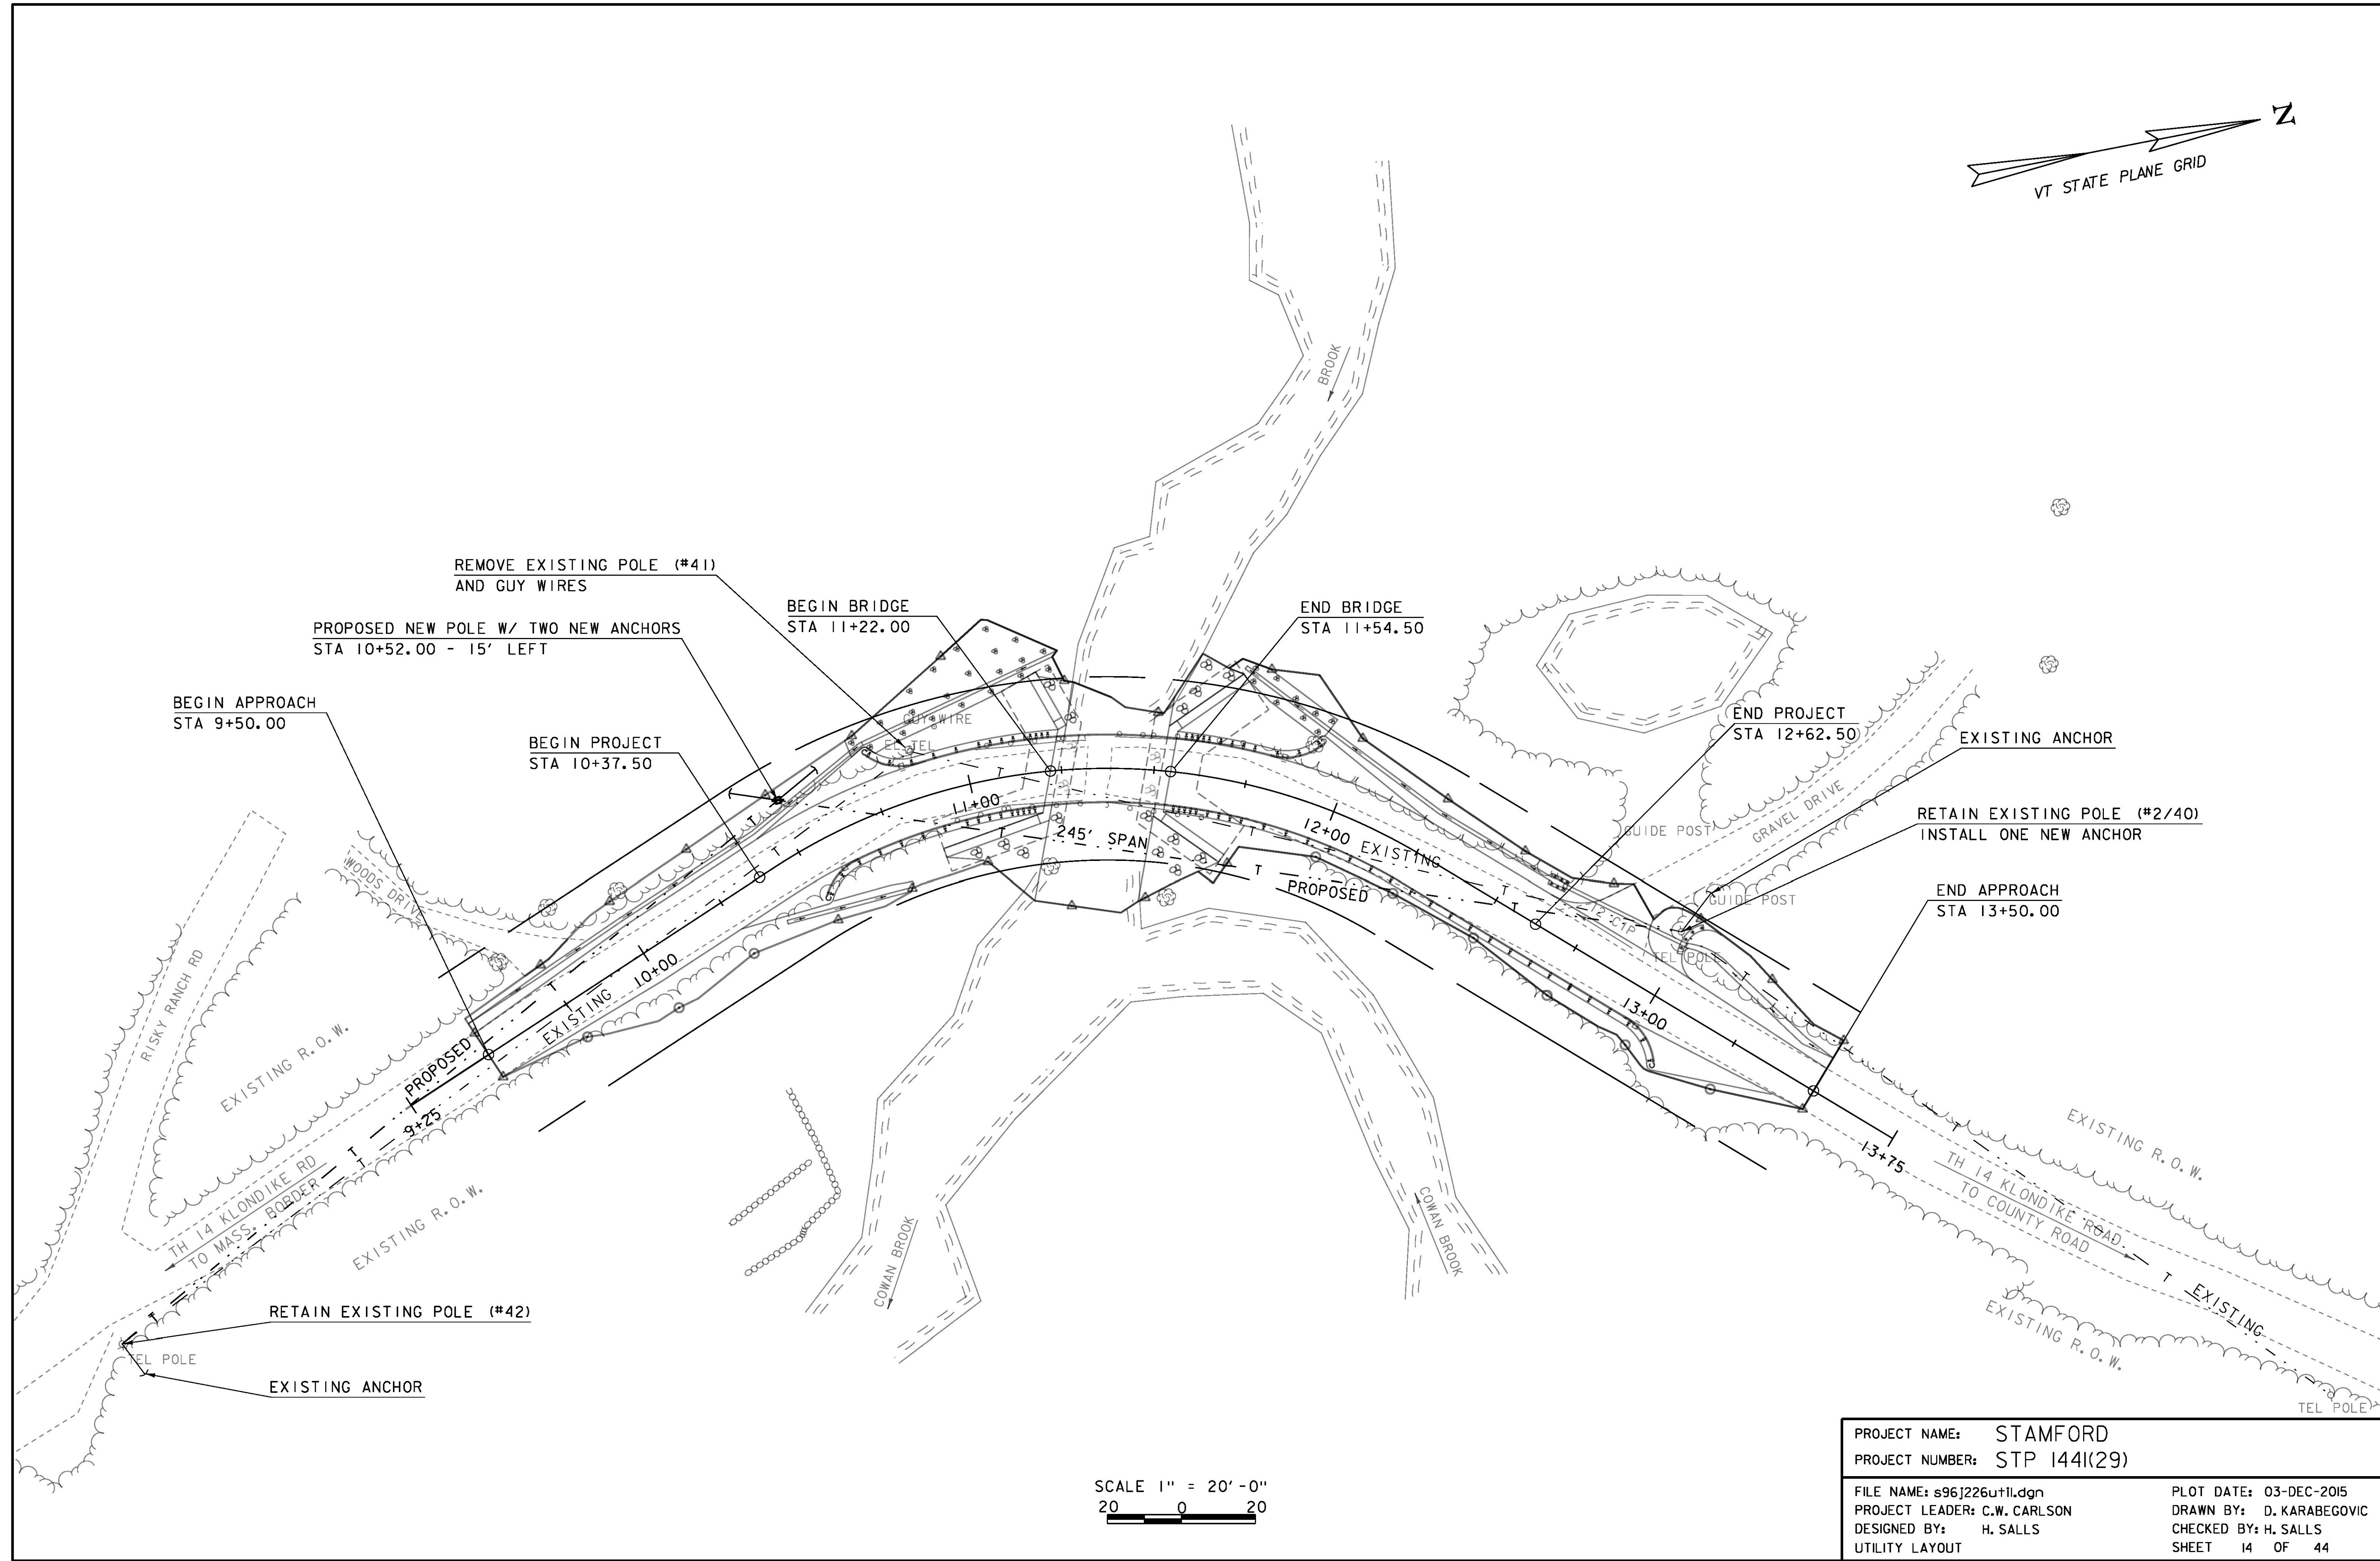 Z
VT STATE PLANE GRID
BROOK
REMOVE EXISTING POLE (#41)
AND GUY WIRES
BEGIN BRIDGE
STA 11+22.00
END BRIDGE
STA 11+54.50
PROPOSED NEW POLE W/ TWO NEW ANCHORS
STA 10+52.00 - 15' LEFT
BEGIN APPROACH
STA 9+50.00
BEGIN PROJECT
STA 10+37.50
GUY WIRE
EL TEL
END PROJECT
STA 12+62.50
EXISTING ANCHOR
RETAIN EXISTING POLE (#2/40)
INSTALL ONE NEW ANCHOR
GUIDE POST
GRAVEL DRIVE
GUIDE POST
END APPROACH
STA 13+50.00
T
T
T
T
T
T
T
T
T
T
T
T
T
T
11+00
12+00 EXISTING
245' SPAN
PROPOSED
WOODS DRIVE
RISKY RANCH RD
EXISTING R.O.W.
10+00
EXISTING
PROPOSED
9+25
TEL POLE
13+00
13+75
TH 14 KLONDIKE RD
TO MASS. BORDER
EXISTING R.O.W.
EXISTING R.O.W.
TH 14 KLONDIKE ROAD
TO COUNTY ROAD
EXISTING
EXISTING R.O.W.
TEL POLE
COWAN BROOK
COWAN BROOK
RETAIN EXISTING POLE (#42)
TEL POLE
EXISTING ANCHOR
SCALE 1" = 20'-0"
20 0 20
PROJECT NAME: STAMFORD
PROJECT NUMBER: STP 1441(29)
FILE NAME: s96j226utli.dgn
PLOT DATE: 03-DEC-2015
PROJECT LEADER: C.W. CARLSON
DRAWN BY: D. KARABEGOVIC
DESIGNED BY: H. SALLS
CHECKED BY: H. SALLS
UTILITY LAYOUT
SHEET 14 OF 44